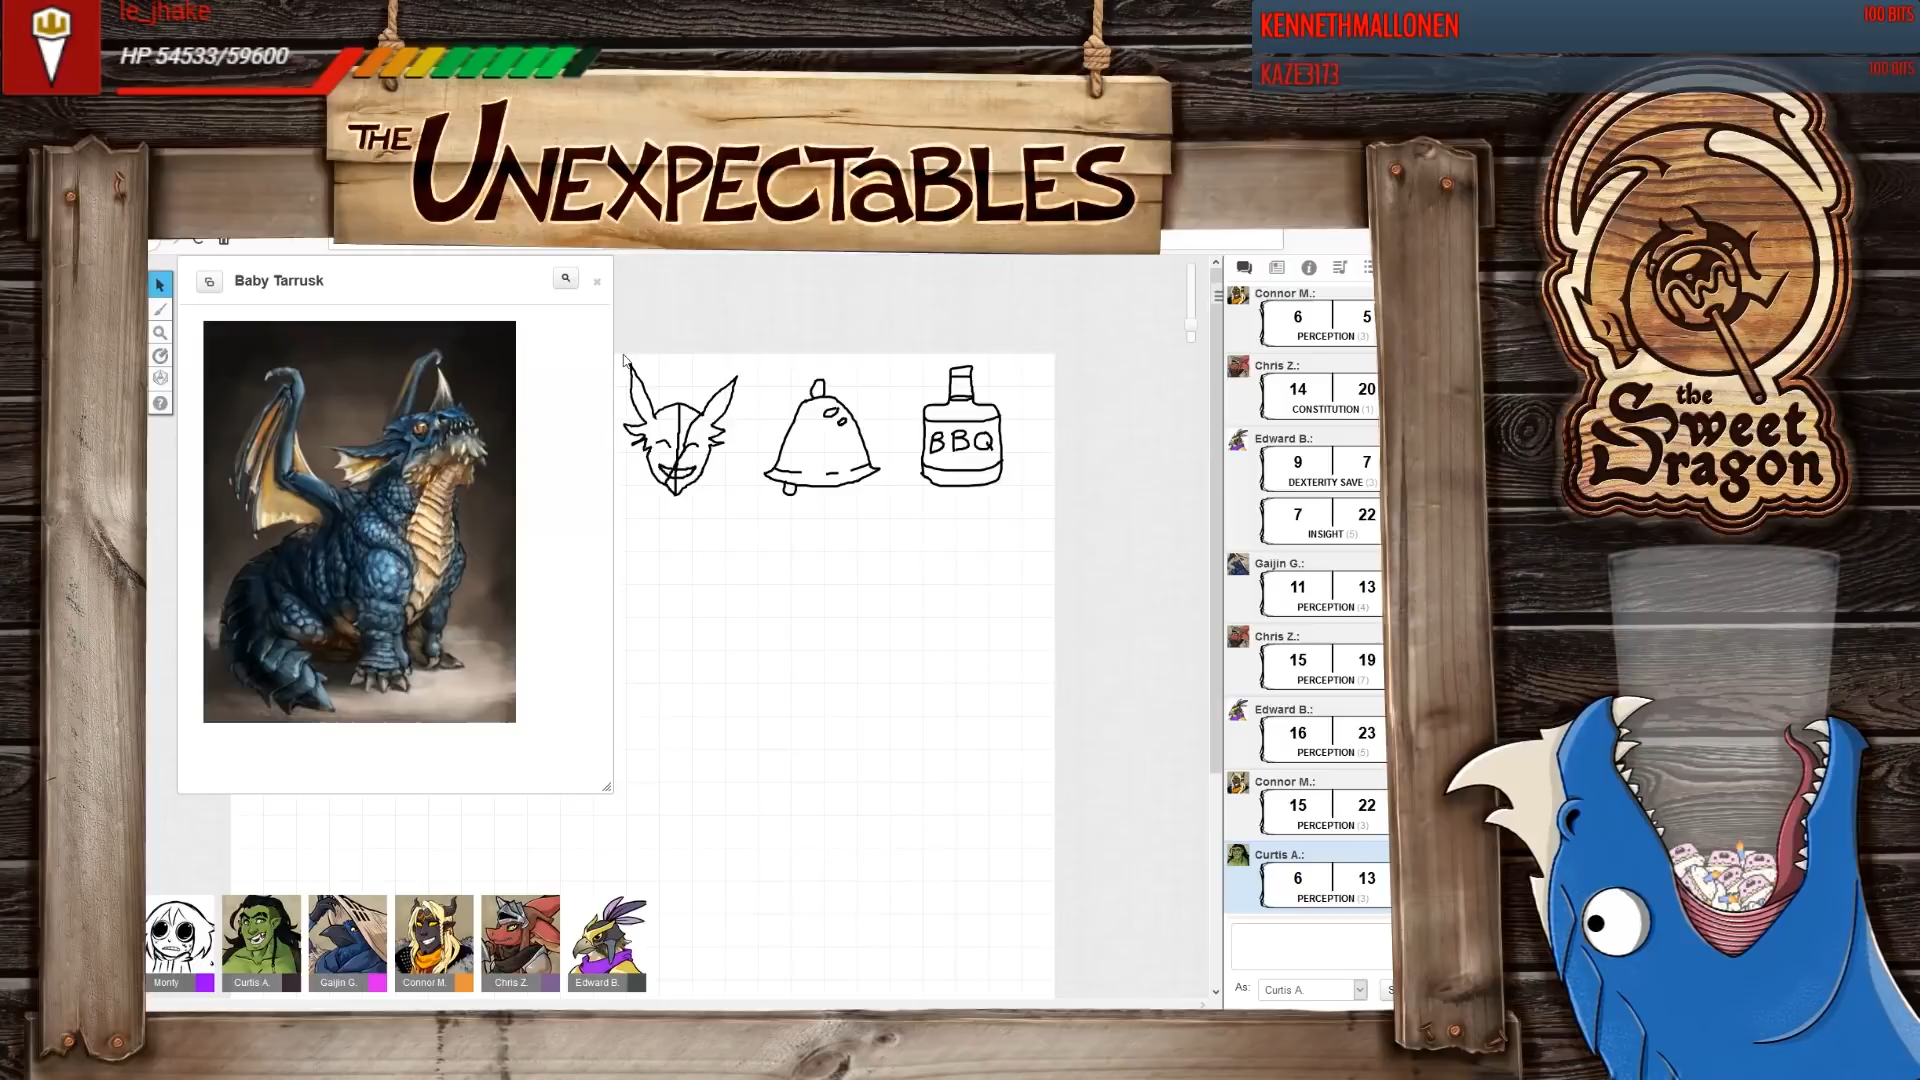 le_jhake
HP 54533/59600
KENNETHMALLONEN
100 BITS
KAZE3173
100 BITS
THE UNEXPECTABLES
the Sweet Dragon
Baby Tarrusk
BBQ
Connor M.:
6 5
PERCEPTION (3)
Chris Z.:
14 20
CONSTITUTION (1)
Edward B.:
9 7
DEXTERITY SAVE (3)
7 22
INSIGHT (5)
Gaijin G.:
11 13
PERCEPTION (4)
Chris Z.:
15 19
PERCEPTION (7)
Edward B.:
16 23
PERCEPTION (5)
Connor M.:
15 22
PERCEPTION (3)
Curtis A.:
6 13
PERCEPTION (3)
As: Curtis A. S
Monty
Curtis A.
Gaijin G.
Connor M.
Chris Z.
Edward B.